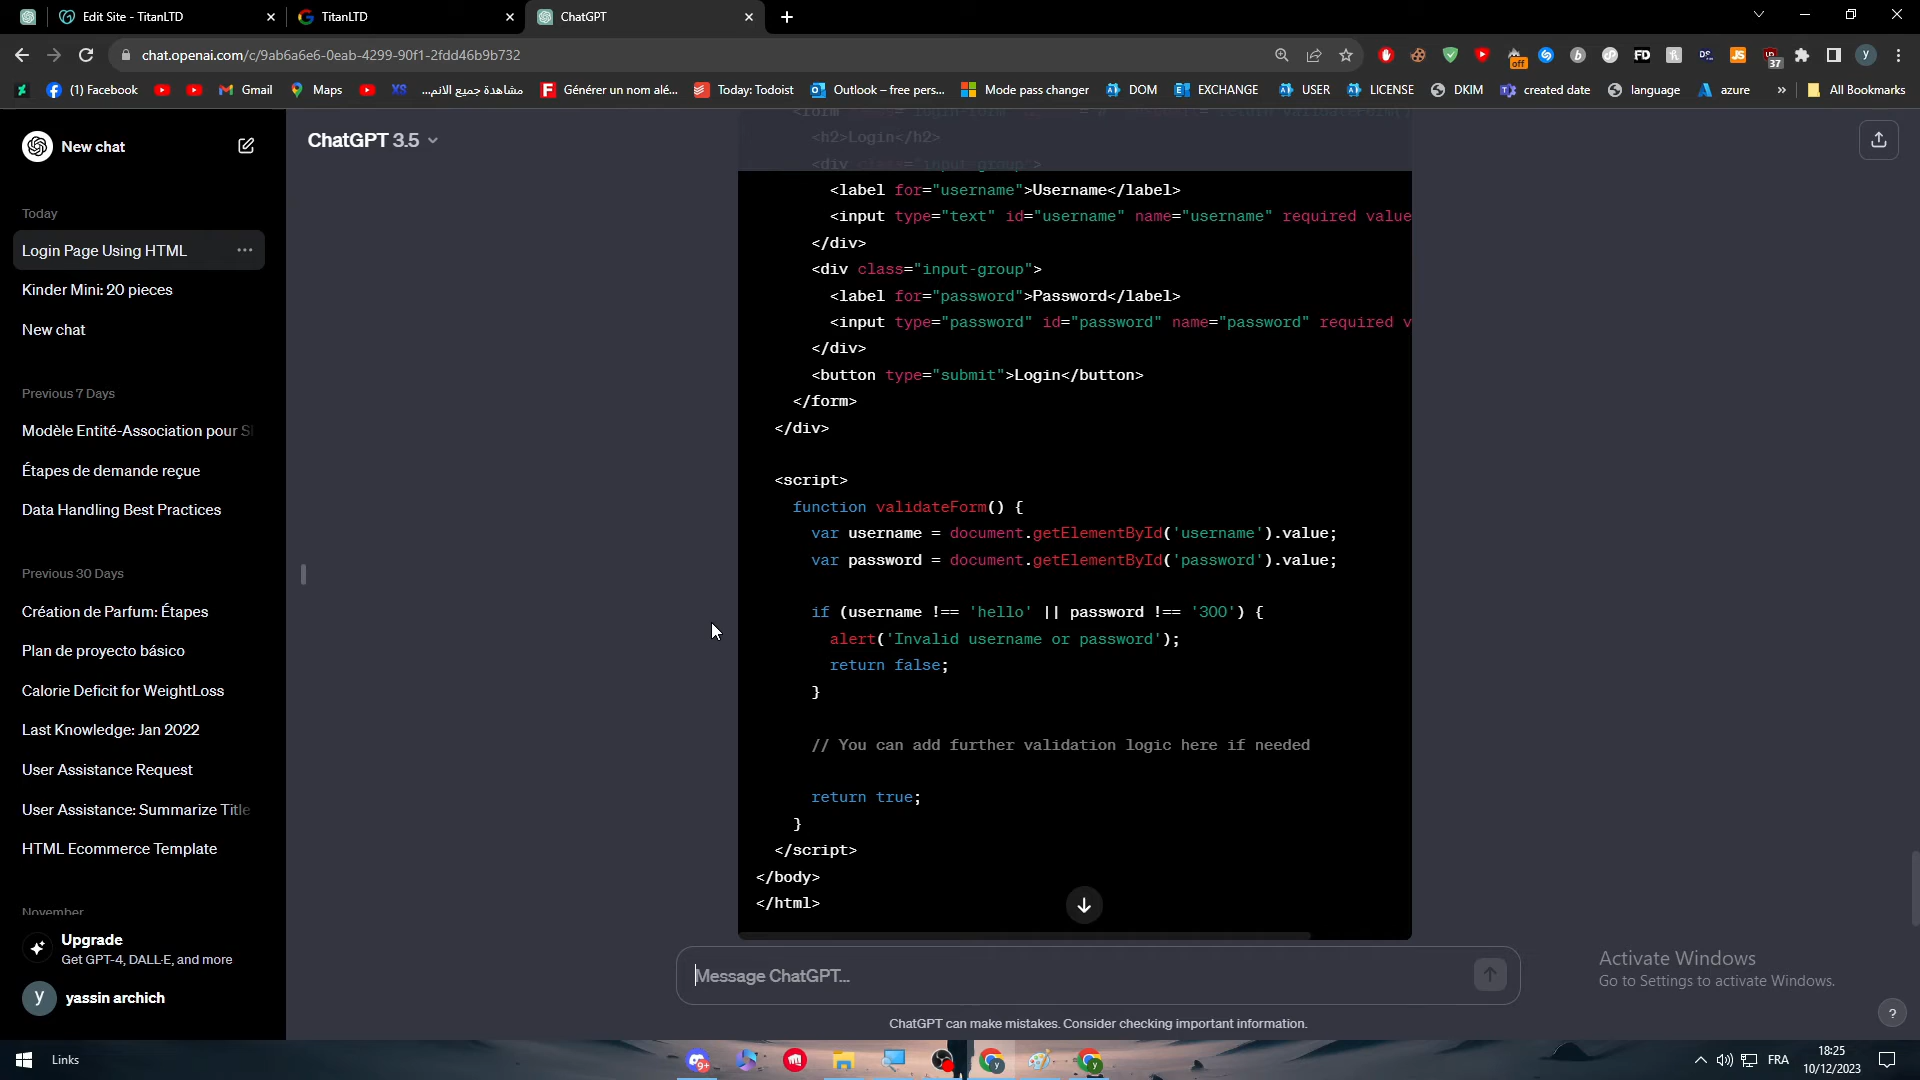 Edit Site - TitanLTD
TitanLTD
ChatGPT
chat.openai.com/c/9ab6a6e6-0eab-4299-90f1-2fdd46b9b732
off
37
(1) Facebook
Gmail
Maps
XS
مشاهدة جميع الانم...
Générer un nom alé...
Today: Todoist
Outlook – free pers...
Mode pass changer
DOM
EXCHANGE
USER
LICENSE
DKIM
created date
language
azure
»
All Bookmarks
New chat
Today
Login Page Using HTML
Kinder Mini: 20 pieces
New chat
Previous 7 Days
Modèle Entité-Association pour S
Étapes de demande reçue
Data Handling Best Practices
Previous 30 Days
Création de Parfum: Étapes
Plan de proyecto básico
Calorie Deficit for WeightLoss
Last Knowledge: Jan 2022
User Assistance Request
User Assistance: Summarize Title
HTML Ecommerce Template
November
Upgrade
Get GPT-4, DALL·E, and more
y
yassin archich
ChatGPT 3.5
<h2>Login</h2>
<div class="input-group">
<label for="username">Username</label>
<input type="text" id="username" name="username" required value
</div>
<div class="input-group">
<label for="password">Password</label>
<input type="password" id="password" name="password" required v
</div>
<button type="submit">Login</button>
</form>
</div>
<script>
function validateForm() {
var username = document.getElementById('username').value;
var password = document.getElementById('password').value;
if (username !== 'hello' || password !== '300') {
alert('Invalid username or password');
return false;
}
// You can add further validation logic here if needed
return true;
}
</script>
</body>
</html>
Message ChatGPT...
ChatGPT can make mistakes. Consider checking important information.
Activate Windows
Go to Settings to activate Windows.
?
Links
FRA
18:25
10/12/2023